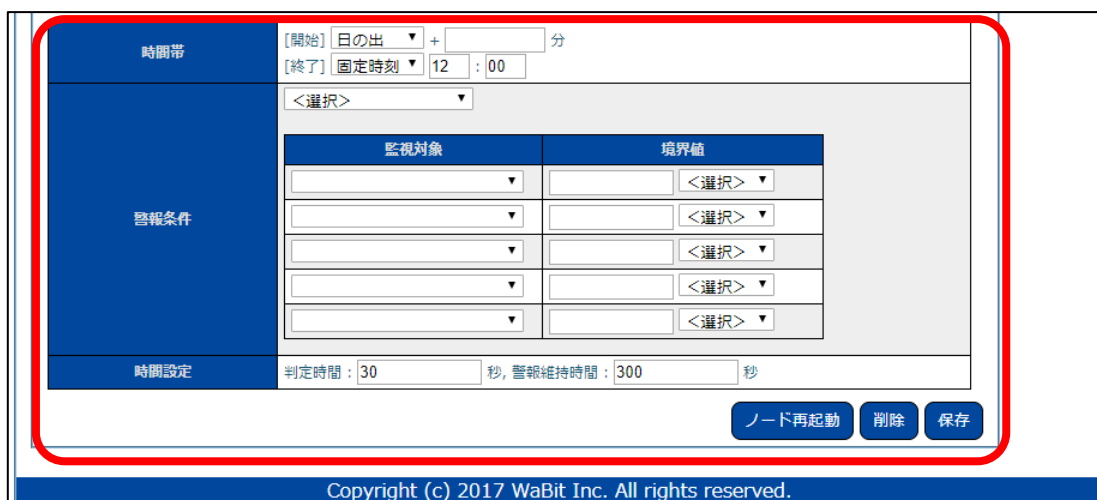 時間帯
[開始] 日の出 ▼ + 分
[終了] 固定時刻 ▼ 12 : 00
警報条件
<選択> ▼
監視対象 境界値
▼ <選択> ▼
▼ <選択> ▼
▼ <選択> ▼
▼ <選択> ▼
▼ <選択> ▼
時間設定
判定時間 : 30 秒, 警報維持時間 : 300 秒
ノード再起動 削除 保存
Copyright (c) 2017 WaBit Inc. All rights reserved.